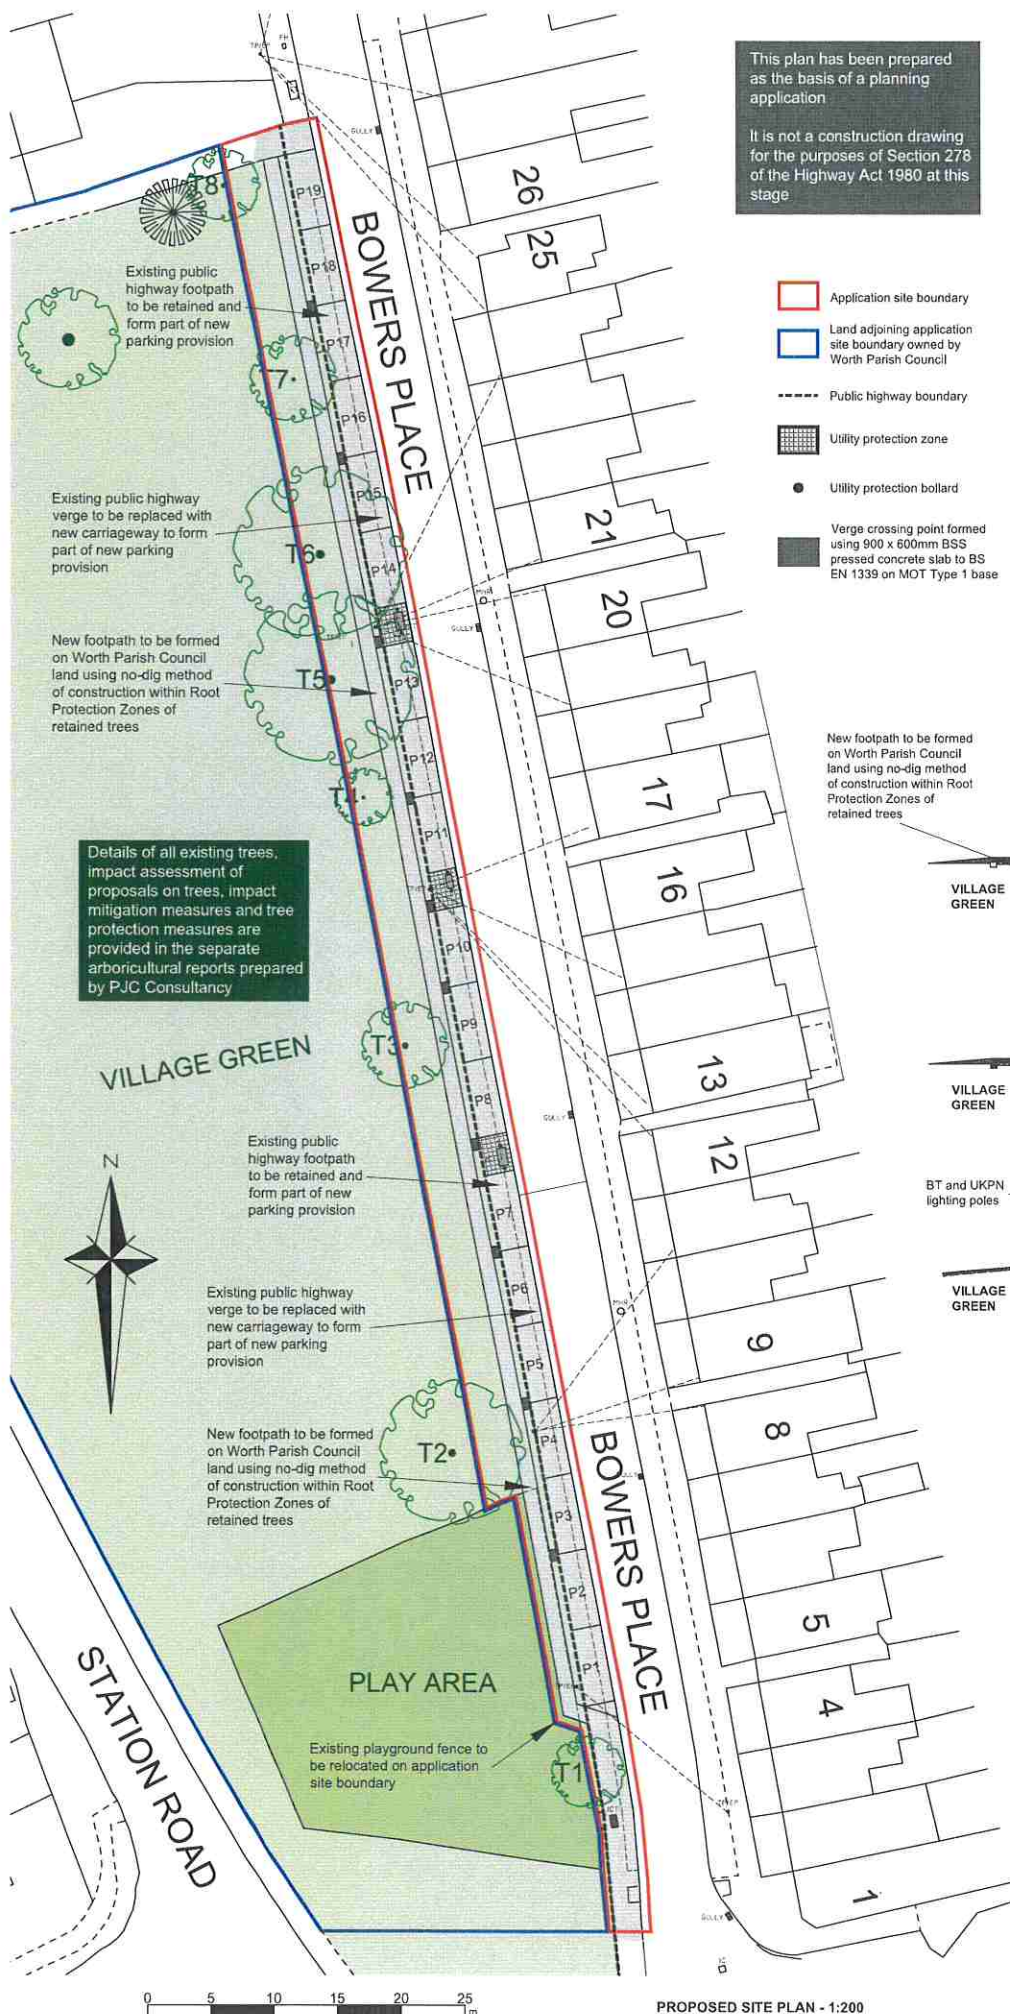 This plan has been prepared
as the basis of a planning
application
It is not a construction drawing
for the purposes of Section 278
of the Highway Act 1980 at this
stage
Application site boundary
Land adjoining application
site boundary owned by
Worth Parish Council
Public highway boundary
Utility protection zone
Utility protection bollard
Verge crossing point formed
using 900 x 600mm BSS
pressed concrete slab to BS
EN 1339 on MOT Type 1 base
FH
GULLY
T8
P19
BOWERS PLACE
26
25
P18
Existing public
highway footpath
to be retained and
form part of new
parking provision
P17
T7
P16
Existing public highway
verge to be replaced with
new carriageway to form
part of new parking
provision
P15
T6
P14
21
20
GULLY
New footpath to be formed
on Worth Parish Council
land using no-dig method
of construction within Root
Protection Zones of
retained trees
T5
P13
P12
T4
P11
17
16
New footpath to be formed
on Worth Parish Council
land using no-dig method
of construction within Root
Protection Zones of
retained trees
VILLAGE
GREEN
Details of all existing trees,
impact assessment of
proposals on trees, impact
mitigation measures and tree
protection measures are
provided in the separate
arboricultural reports prepared
by PJC Consultancy
P10
P9
T3
VILLAGE GREEN
P8
13
12
GULLY
VILLAGE
GREEN
Existing public
highway footpath
to be retained and
form part of new
parking provision
P7
BT and UKPN
lighting poles
N
Existing public highway
verge to be replaced with
new carriageway to form
part of new parking
provision
P6
P5
9
8
VILLAGE
GREEN
New footpath to be formed
on Worth Parish Council
land using no-dig method
of construction within Root
Protection Zones of
retained trees
T2
P4
P3
BOWERS PLACE
P2
P1
5
4
PLAY AREA
STATION ROAD
Existing playground fence to
be relocated on application
site boundary
T1
1
GULLY
0 5 10 15 20 25
m
PROPOSED SITE PLAN - 1:200